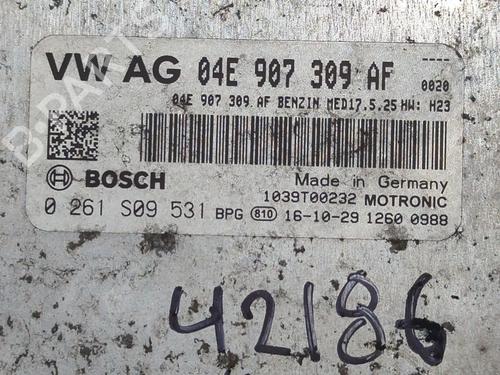 VW AG 04E 907 309 AF 0020
04E 907 309 AF BENZIN MED17.5.25 HW: H23
BOSCH Made in Germany
1039T00232 MOTRONIC
0 261 S09 531 BPG 810 16-10-29 1260 0988
42186
B-PARTS